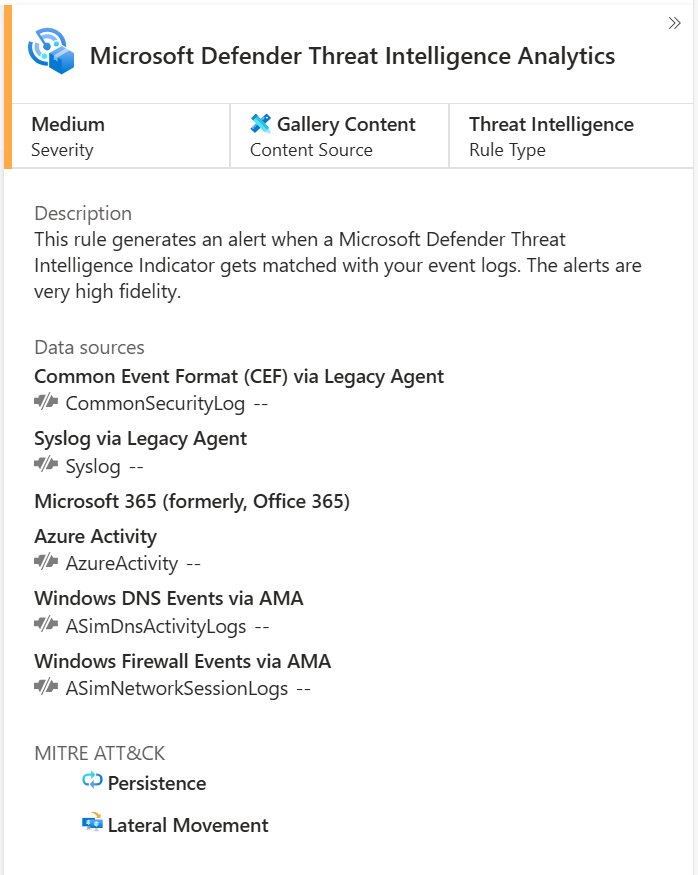 Microsoft Defender Threat Intelligence Analytics
Medium
Severity
Gallery Content
Content Source
Threat Intelligence
Rule Type
Description
This rule generates an alert when a Microsoft Defender Threat
Intelligence Indicator gets matched with your event logs. The alerts are
very high fidelity.
Data sources
Common Event Format (CEF) via Legacy Agent
CommonSecurityLog --
Syslog via Legacy Agent
Syslog --
Microsoft 365 (formerly, Office 365)
Azure Activity
AzureActivity --
Windows DNS Events via AMA
ASimDnsActivityLogs --
Windows Firewall Events via AMA
ASimNetworkSessionLogs --
MITRE ATT&CK
Persistence
Lateral Movement